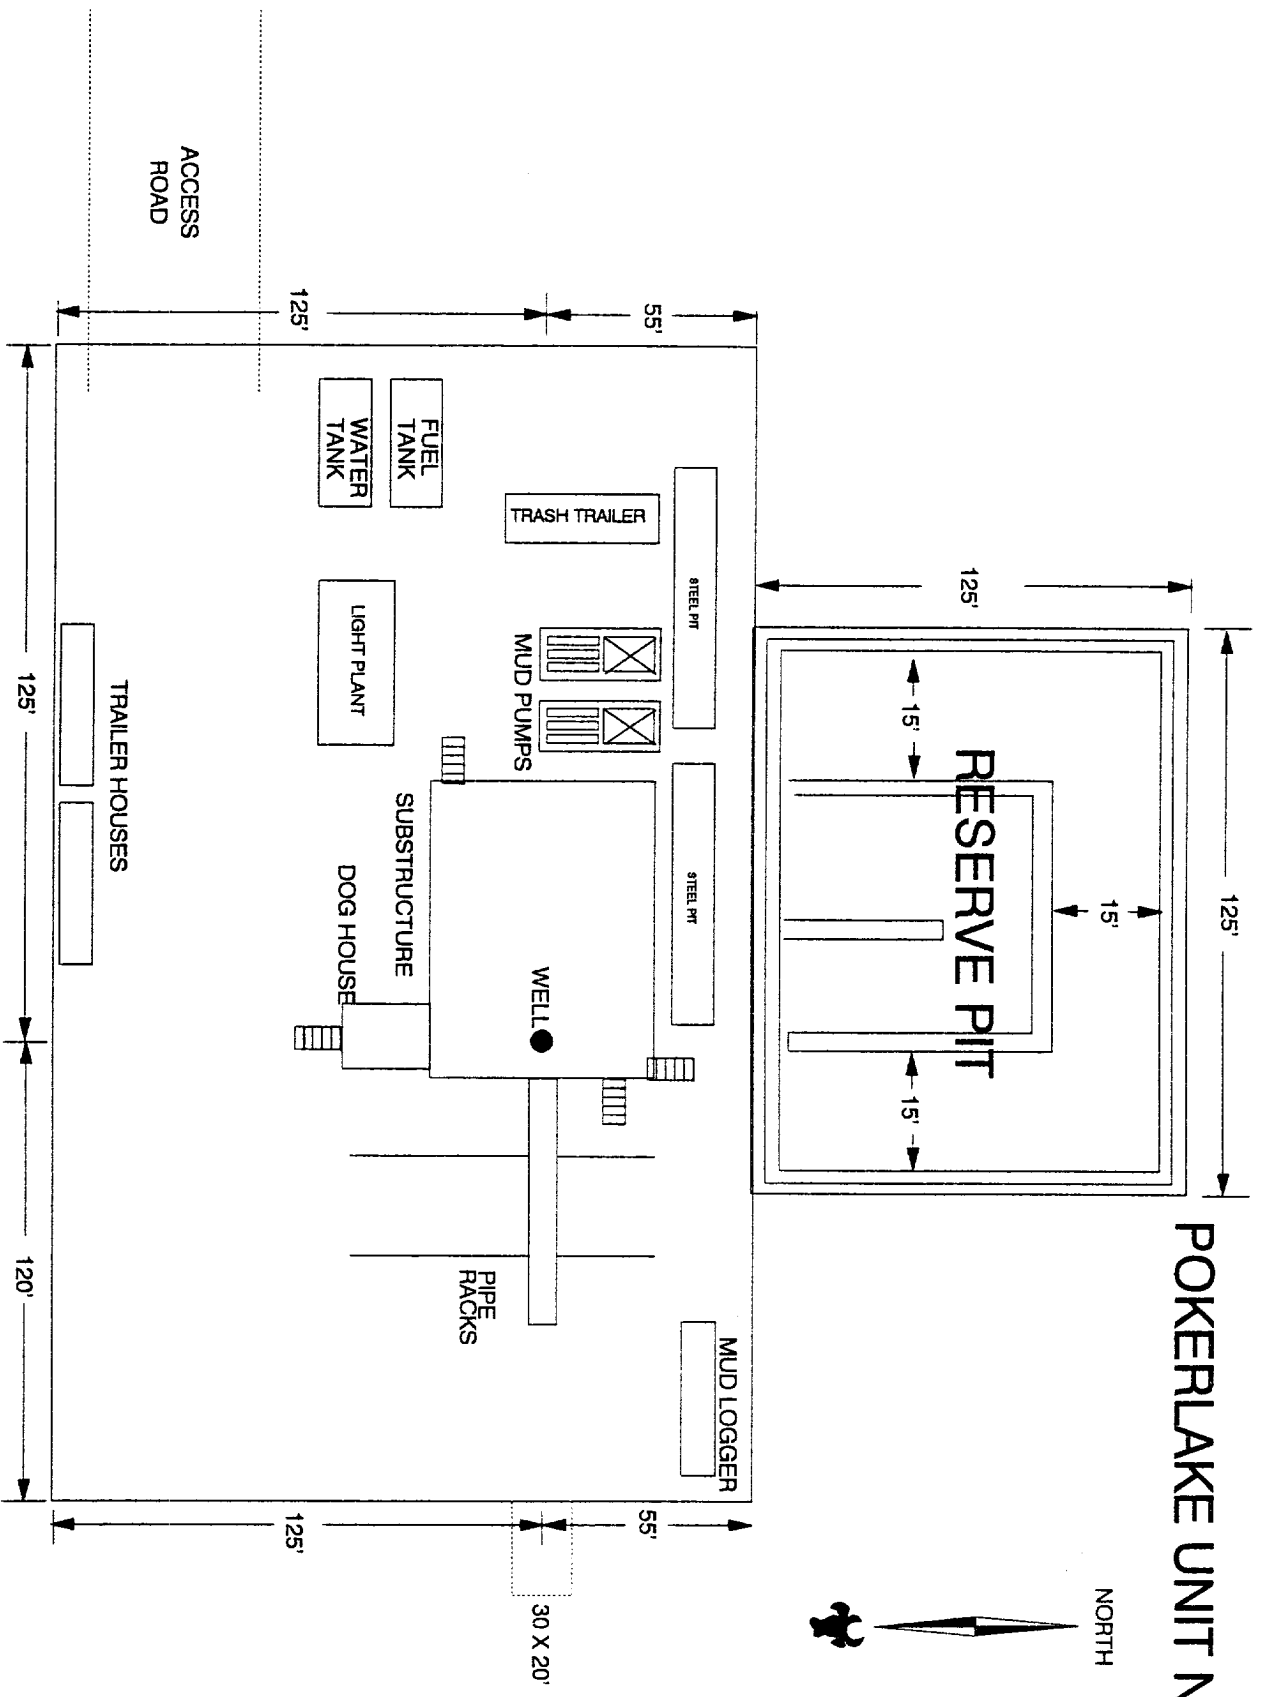 POKERLAKE UNIT N
NORTH
125'
125'
15'
15'
15'
RESERVE PIT
55'
125'
STEEL PIT
STEEL PIT
MUD LOGGER
TRASH TRAILER
MUD PUMPS
WELL
PIPE
RACKS
55'
125'
30 X 20'
FUEL
TANK
WATER
TANK
LIGHT PLANT
SUBSTRUCTURE
DOG HOUSE
ACCESS
ROAD
TRAILER HOUSES
125'
120'